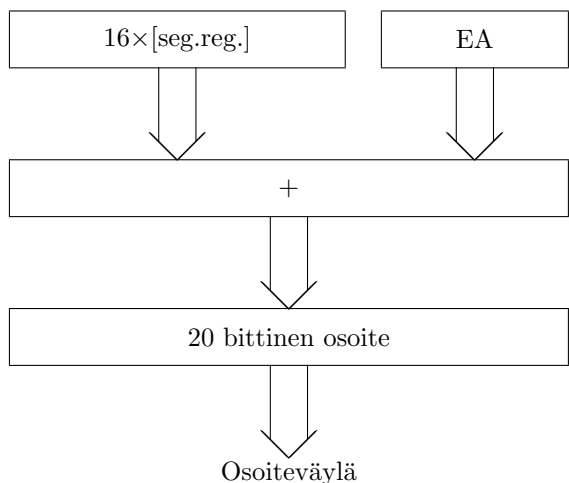 16×[seg.reg.]
EA
+
20 bittinen osoite
Osoiteväylä